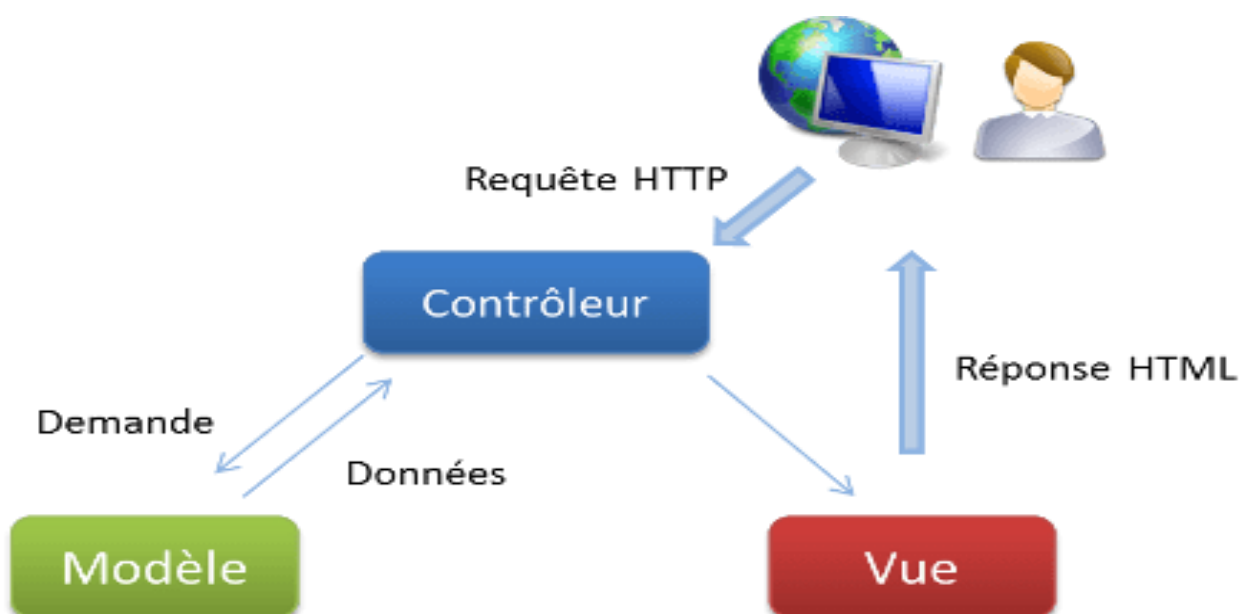 Requête HTTP
Contrôleur
Réponse HTML
Demande
Données
Modèle
Vue